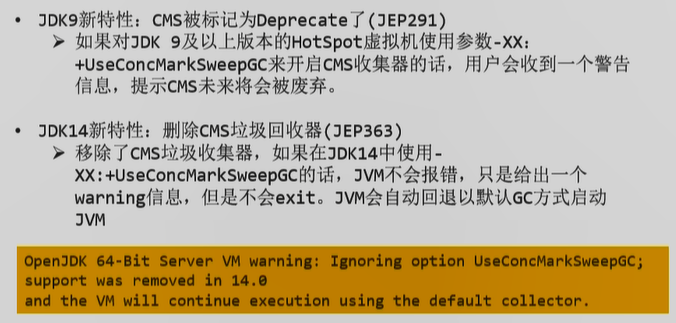 • JDK9新特性：CMS被标记为Deprecate了(JEP291)
➢ 如果对JDK 9及以上版本的HotSpot虚拟机使用参数-XX：
+UseConcMarkSweepGC来开启CMS收集器的话，用户会收到一个警告
信息，提示CMS未来将会被废弃。
• JDK14新特性：删除CMS垃圾回收器(JEP363)
➢ 移除了CMS垃圾收集器，如果在JDK14中使用-
XX:+UseConcMarkSweepGC的话，JVM不会报错，只是给出一个
warning信息，但是不会exit。JVM会自动回退以默认GC方式启动
JVM
OpenJDK 64-Bit Server VM warning: Ignoring option UseConcMarkSweepGC;
support was removed in 14.0
and the VM will continue execution using the default collector.